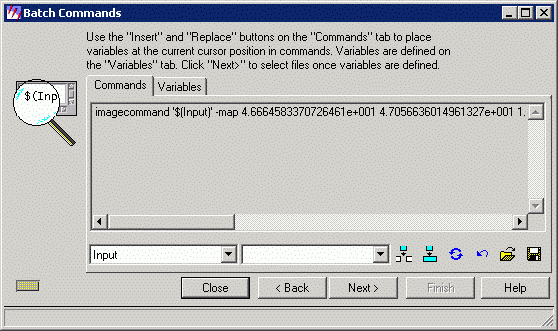 Batch Commands
Use the "Insert" and "Replace" buttons on the "Commands" tab to place
variables at the current cursor position in commands. Variables are defined on
the "Variables" tab. Click "Next>" to select files once variables are defined.
$(Inp
Commands Variables
imagecommand '$(Input)' -map 4.6664583370726461e+001 4.7056636014961327e+001 1.
Input
Close < Back Next > Finish Help